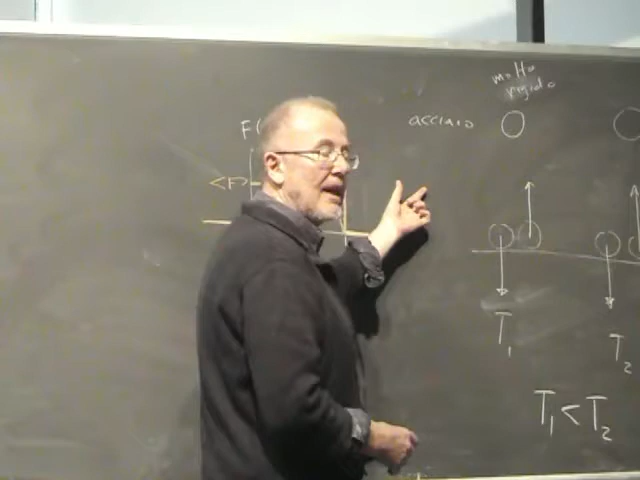 molto
rigido
acciaio
F(
<F>
T₁
T₂
T₁ < T₂